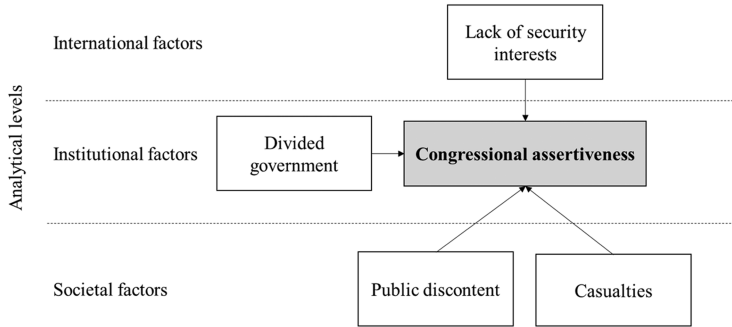 Analytical levels
International factors
Lack of security
interests
Institutional factors
Divided
government
Congressional assertiveness
Societal factors
Public discontent
Casualties